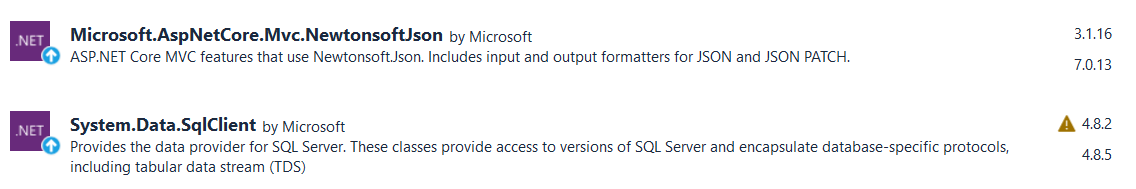 .NET
Microsoft.AspNetCore.Mvc.NewtonsoftJson by Microsoft 3.1.16
ASP.NET Core MVC features that use Newtonsoft.Json. Includes input and output formatters for JSON and JSON PATCH. 7.0.13
.NET
System.Data.SqlClient by Microsoft 4.8.2
Provides the data provider for SQL Server. These classes provide access to versions of SQL Server and encapsulate database-specific protocols, 4.8.5
including tabular data stream (TDS)